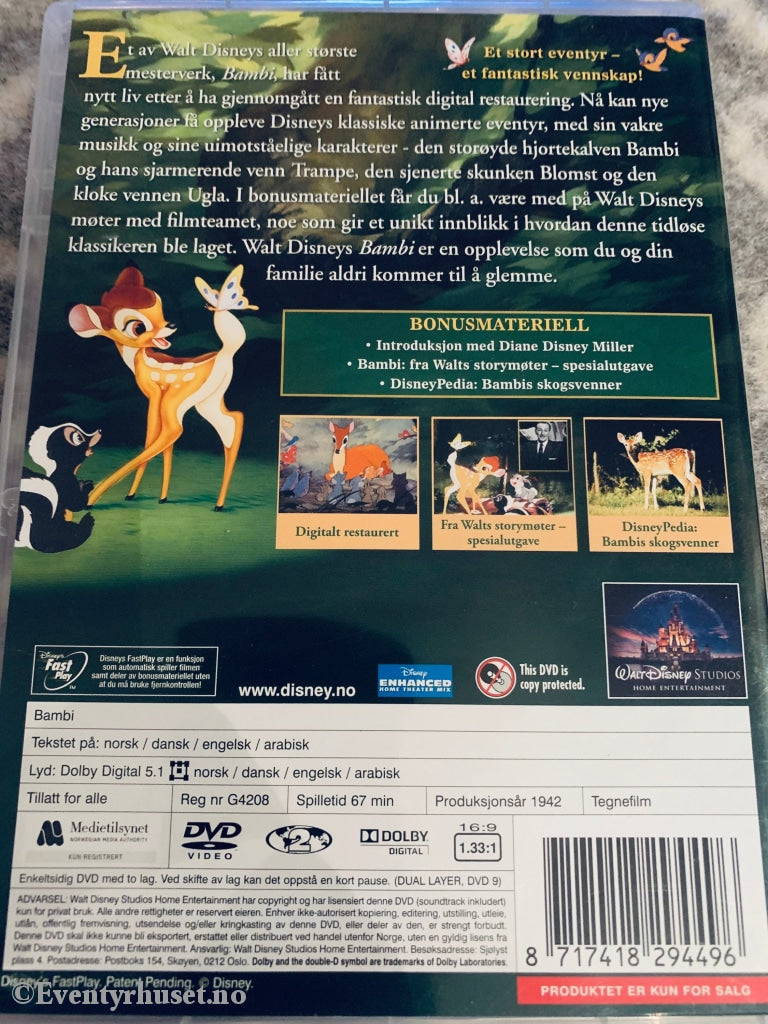 Et av Walt Disneys aller største
mesterverk, Bambi, har fått
nytt liv etter å ha gjennomgått en fantastisk digital restaurering. Nå kan nye
generasjoner få oppleve Disneys klassiske animerte eventyr, med sin vakre
musikk og sine uimotståelige karakterer - den storøyde hjortekalven Bambi
og hans sjarmerende venn Trampe, den sjenerte skunken Blomst og den
kloke vennen Ugla. I bonusmateriellet får du bl. a. være med på Walt Disneys
møter med filmteamet, noe som gir et unikt innblikk i hvordan denne tidløse
klassikeren ble laget. Walt Disneys Bambi er en opplevelse som du og din
familie aldri kommer til å glemme.
Et stort eventyr –
et fantastisk vennskap!
BONUSMATERIELL
• Introduksjon med Diane Disney Miller
• Bambi: fra Walts storymøter – spesialutgave
• DisneyPedia: Bambis skogsvenner
Digitalt restaurert
Fra Walts storymøter –
spesialutgave
DisneyPedia:
Bambis skogsvenner
Disney's
Fast
Play
TM
Disneys FastPlay er en funksjon
som automatisk spiller filmen
samt deler av bonusmateriellet uten
at du må bruke fjernkontrollen!
www.disney.no
Disney
ENHANCED
HOME THEATER MIX
This DVD is
copy protected.
WALT DISNEY STUDIOS
HOME ENTERTAINMENT
Bambi
Tekstet på: norsk / dansk / engelsk / arabisk
Lyd: Dolby Digital 5.1 norsk / dansk / engelsk / arabisk
Tillatt for alle
Reg nr G4208
Spilletid 67 min
Produksjonsår 1942
Tegnefilm
Medietilsynet
NORWEGIAN MEDIA AUTHORITY
KUN REGISTRERT
DVD
VIDEO
2
DOLBY
DIGITAL
16:9
1.33:1
Enkeltsidig DVD med to lag. Ved skifte av lag kan det oppstå en kort pause. (DUAL LAYER, DVD 9)
ADVARSEL: Walt Disney Studios Home Entertainment har copyright og har lisensiert denne DVD (soundtrack inkludert)
kun for privat bruk. Alle andre rettigheter er reservert eieren. Enhver ikke-autorisert kopiering, editering, utstilling, utleie,
utlån, offentlig fremvisning, utsendelse og/eller kringkasting av denne DVD, eller deler av den, er strengt forbudt.
Denne DVD skal ikke kunne bli eksportert, erstattet eller distribuert ved handel utenfor Norge, uten en gyldig lisens fra
Walt Disney Studios Home Entertainment. Ansvarlig: Walt Disney Studios Home Entertainment. Besøksadresse: Sjølyst
plass 4. Postadresse: Postboks 154, Skøyen, 0212 Oslo. Dolby and the double-D symbol are trademarks of Dolby Laboratories.
8 717418 294496
PRODUKTET ER KUN FOR SALG
Disney's FastPlay. Patent Pending. © Disney.
©Eventyrhuset.no